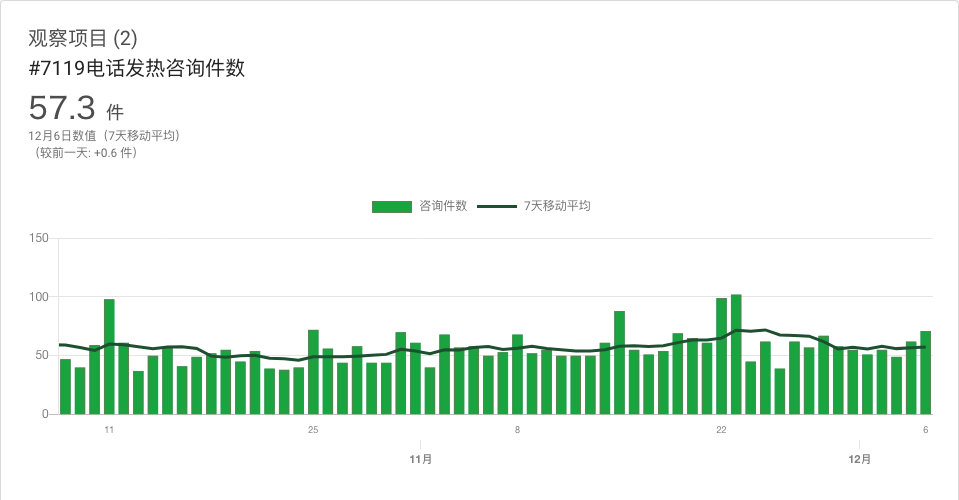 观察项目 (2)
#7119电话发热咨询件数
57.3 件
12月6日数值（7天移动平均）
（较前一天: +0.6 件）
咨询件数 7天移动平均
150
100
50
0
11 25 8 22 6
11月 12月